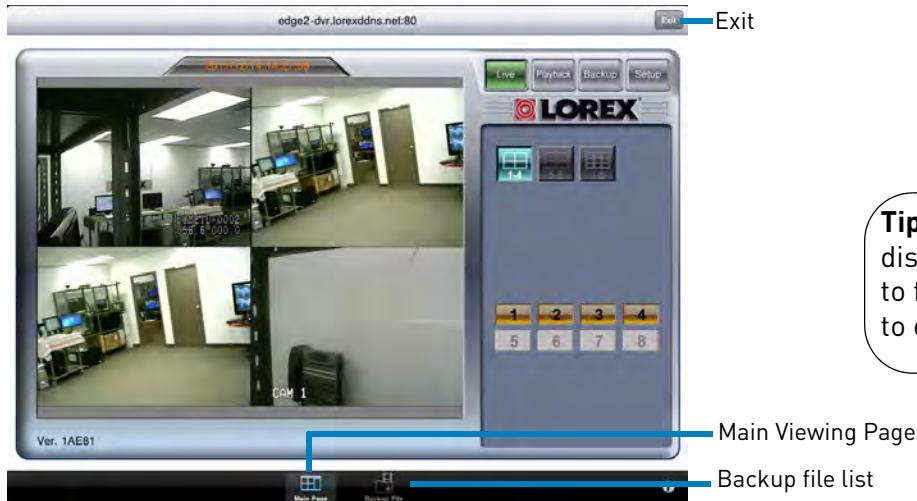 edge2-dvr.lorexddns.net:80
Exit
Exit
Live Playback Backup Setup
LOREX
1-4
Tip
dis
to f
to c
CAM 1
1 2 3 4
5 6 7 8
Ver. 1AE81
Main Viewing Page
Backup file list
Main Page Backup File